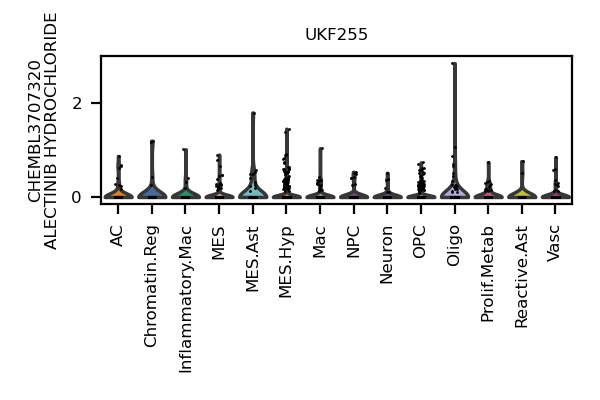 UKF255
CHEMBL3707320
ALECTINIB HYDROCHLORIDE
2
0
AC
Chromatin.Reg
Inflammatory.Mac
MES
MES.Ast
MES.Hyp
Mac
NPC
Neuron
OPC
Oligo
Prolif.Metab
Reactive.Ast
Vasc